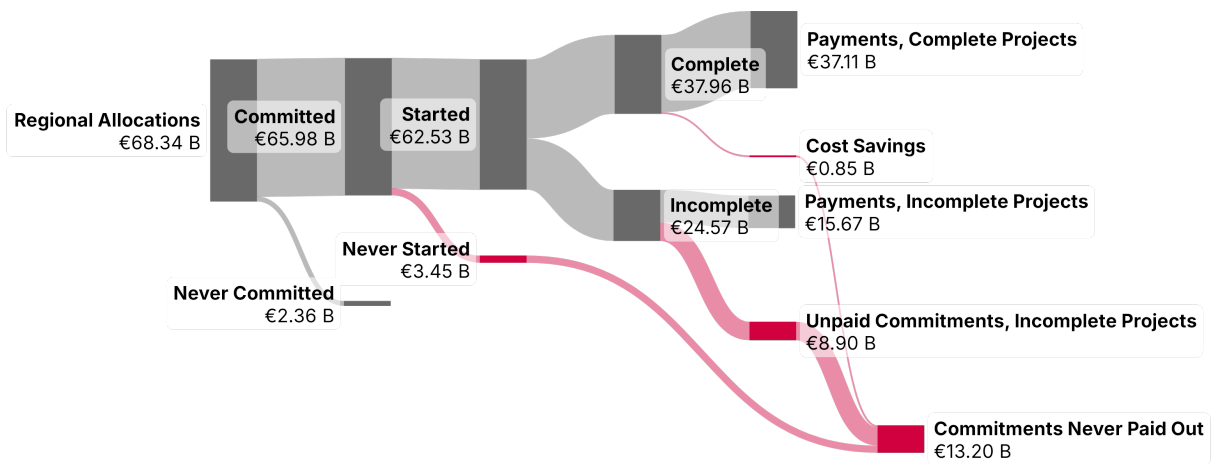 Regional Allocations
€68.34 B
Committed
€65.98 B
Started
€62.53 B
Complete
€37.96 B
Payments, Complete Projects
€37.11 B
Cost Savings
€0.85 B
Incomplete
€24.57 B
Payments, Incomplete Projects
€15.67 B
Never Started
€3.45 B
Never Committed
€2.36 B
Unpaid Commitments, Incomplete Projects
€8.90 B
Commitments Never Paid Out
€13.20 B